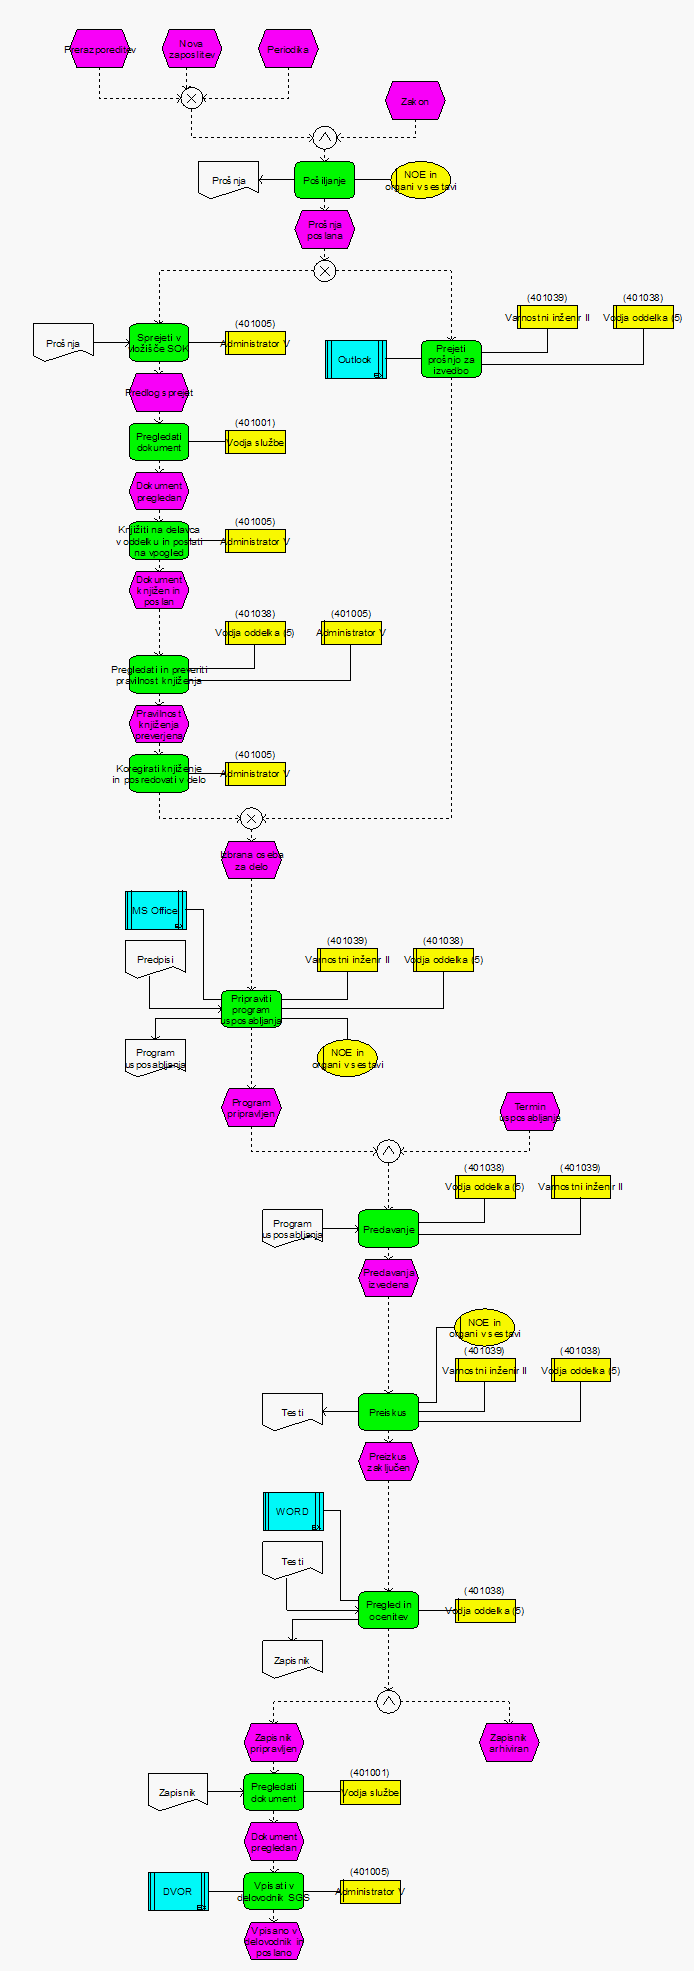 Prerazporeditev
Nova
zaposlitev
Periodika
Zakon
Prošnja
Pošiljanje
NOE in
organi v sestavi
Prošnja
poslana
(401039)
Varnostni inženir II
(401038)
Vodja oddelka (5)
Prošnja
Sprejeti v
vložišče SOK
(401005)
Administrator V
Outlook
Prejeti
prošnjo za
izvedbo
Predlog sprejet
Pregledati
dokument
(401001)
Vodja službe
Dokument
pregledan
Knjižiti na delavca
v oddelku in poslati
na vpogled
(401005)
Administrator V
Dokument
knjižen in
poslan
(401038)
Vodja oddelka (5)
(401005)
Administrator V
Pregledati in preveriti
pravilnost knjiženja
Pravilnost
knjiženja
preverjena
Koregirati knjiženje
in posredovati v delo
(401005)
Administrator V
Izbrana oseba
za delo
MS Office
Predpisi
(401039)
Varnostni inženir II
(401038)
Vodja oddelka (5)
Pripraviti
program
usposabljanja
Program
usposabljanja
NOE in
organi v sestavi
Program
pripravljen
Termin
usposabljanja
(401038)
Vodja oddelka (5)
(401039)
Varnostni inženir II
Program
usposabljanja
Predavanje
Predavanja
izvedena
NOE in
organi v sestavi
(401039)
Varnostni inženir II
(401038)
Vodja oddelka (5)
Testi
Preiskus
Preizkus
zaključen
WORD
Testi
Pregled in
ocenitev
(401038)
Vodja oddelka (5)
Zapisnik
Zapisnik
pripravljen
Zapisnik
arhiviran
Zapisnik
Pregledati
dokument
(401001)
Vodja službe
Dokument
pregledan
DVOR
Vpisati v
delovodnik SGS
(401005)
Administrator V
Vpisano v
delovodnik in
poslano